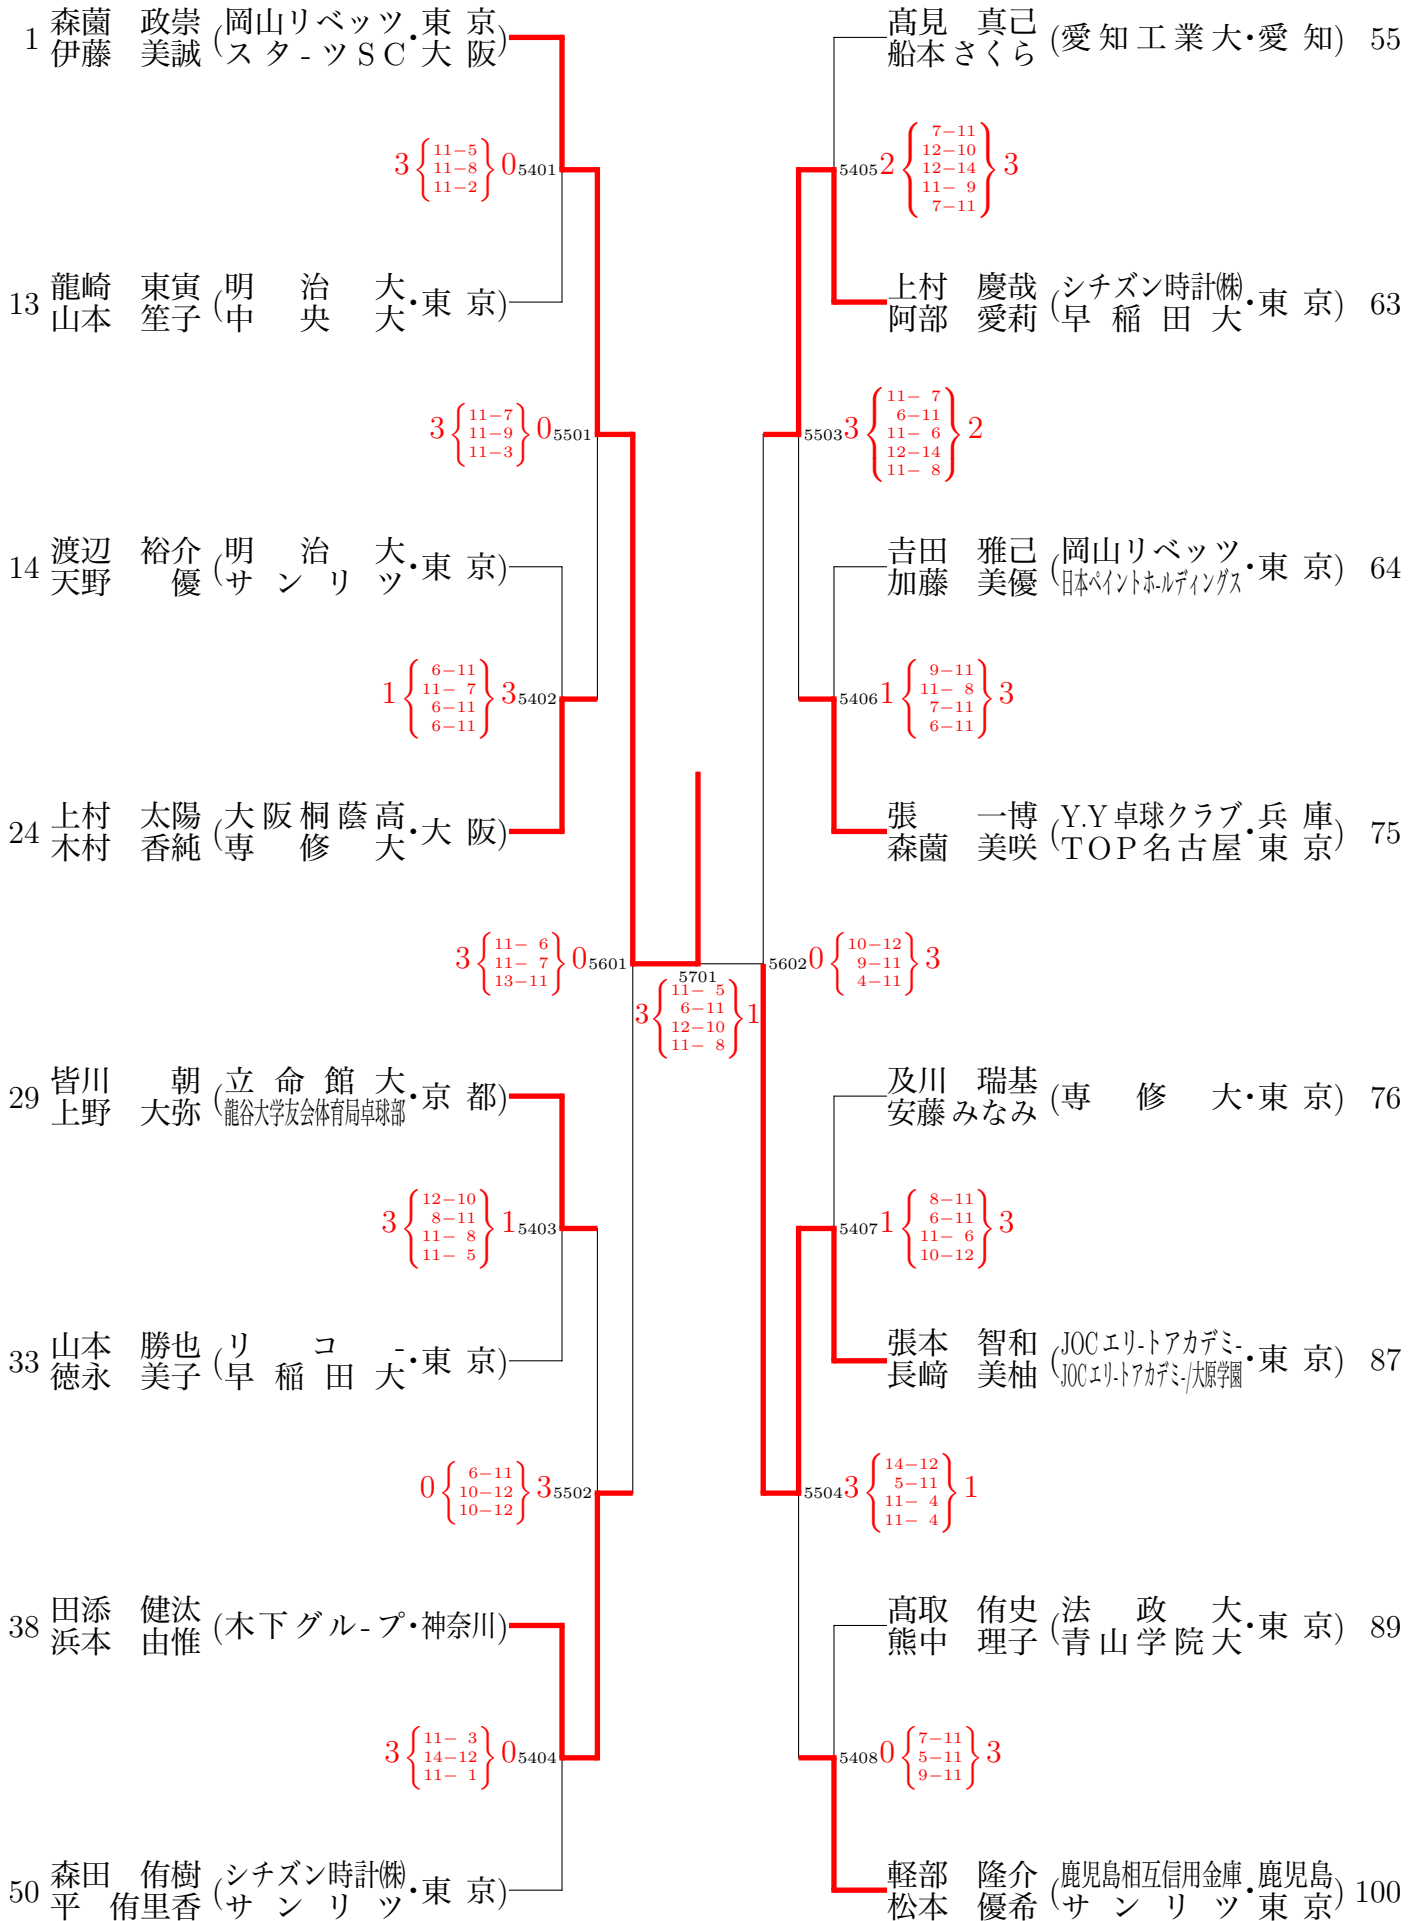 1 森薗 政崇 (岡山リベッツ・東京)
伊藤 美誠 (スターツSC 大阪)
3 { 11-5 11-8 11-2 } 0 5401
13 龍崎 東寅 (明治大・東京)
山本 笙子 (中央大
3 { 11-7 11-9 11-3 } 0 5501
14 渡辺 裕介 (明治大・東京)
天野 優 (サンリツ
1 { 6-11 11-7 6-11 6-11 } 3 5402
24 上村 太陽 (大阪桐蔭高・大阪)
木村 香純 (専修大
3 { 11-6 11-7 13-11 } 0 5601
29 皆川 朝 (立命館大・京都)
上野 大弥 (龍谷大学友会体育局卓球部
3 { 12-10 8-11 11-8 11-5 } 1 5403
33 山本 勝也 (リコー・東京)
徳永 美子 (早稲田大
0 { 6-11 10-12 10-12 } 3 5502
38 田添 健汰 (木下グループ・神奈川)
浜本 由惟
3 { 11-3 14-12 11-1 } 0 5404
50 森田 侑樹 (シチズン時計㈱・東京)
平 侑里香 (サンリツ
5701
3 { 11-5 6-11 12-10 11-8 } 1
髙見 真己 (愛知工業大・愛知) 55
船本 さくら
5405 2 { 7-11 12-10 12-14 11-9 7-11 } 3
上村 慶哉 (シチズン時計㈱・東京) 63
阿部 愛莉 (早稲田大
5503 3 { 11-7 6-11 11-6 12-14 11-8 } 2
𠮷田 雅己 (岡山リベッツ・東京) 64
加藤 美優 (日本ペイントホールディングス
5406 1 { 9-11 11-8 7-11 6-11 } 3
張 一博 (Y.Y卓球クラブ・兵庫) 75
森薗 美咲 (TOP名古屋 東京)
5602 0 { 10-12 9-11 4-11 } 3
及川 瑞基 (専修大・東京) 76
安藤 みなみ
5407 1 { 8-11 6-11 11-6 10-12 } 3
張本 智和 (JOCエリートアカデミー・東京) 87
長﨑 美柚 (JOCエリートアカデミー/大原学園
5504 3 { 14-12 5-11 11-4 11-4 } 1
髙取 侑史 (法政大・東京) 89
熊中 理子 (青山学院大
5408 0 { 7-11 5-11 9-11 } 3
軽部 隆介 (鹿児島相互信用金庫・鹿児島) 100
松本 優希 (サンリツ 東京)